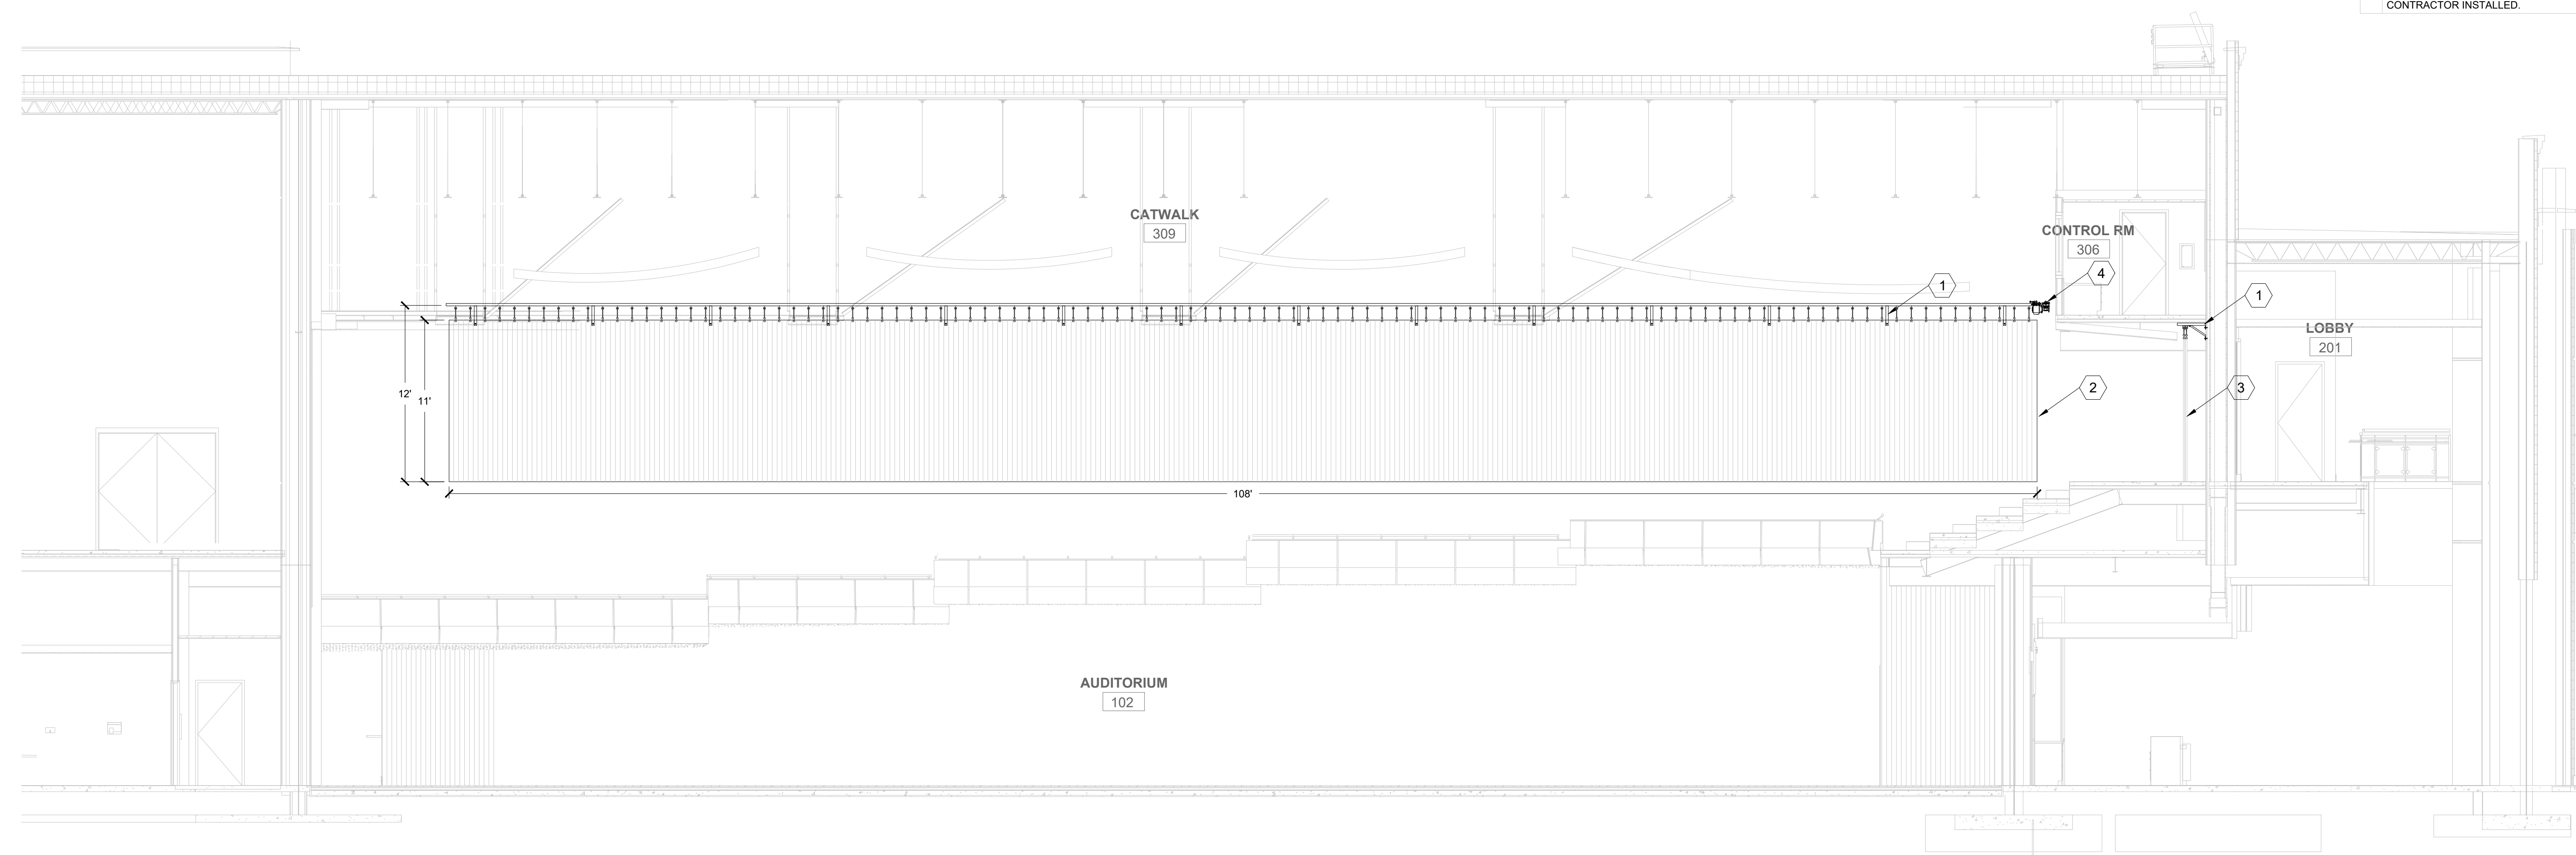 CONTRACTOR INSTALLED.
CATWALK
309
CONTROL RM
306
4
1
1
LOBBY
201
12'
11'
2
3
108'
AUDITORIUM
102